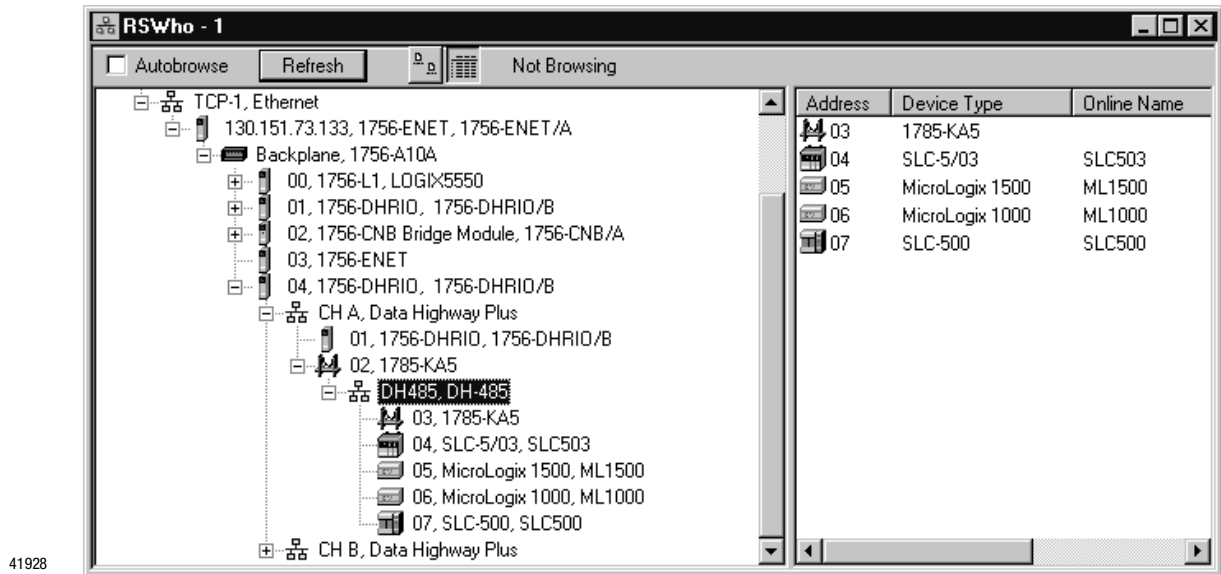 RSWho - 1
Autobrowse Refresh Not Browsing
TCP-1, Ethernet
130.151.73.133, 1756-ENET, 1756-ENET/A
Backplane, 1756-A10A
00, 1756-L1, LOGIX5550
01, 1756-DHRIO, 1756-DHRIO/B
02, 1756-CNB Bridge Module, 1756-CNB/A
03, 1756-ENET
04, 1756-DHRIO, 1756-DHRIO/B
CH A, Data Highway Plus
01, 1756-DHRIO, 1756-DHRIO/B
02, 1785-KA5
DH485, DH-485
03, 1785-KA5
04, SLC-5/03, SLC503
05, MicroLogix 1500, ML1500
06, MicroLogix 1000, ML1000
07, SLC-500, SLC500
CH B, Data Highway Plus
Address Device Type Online Name
03 1785-KA5
04 SLC-5/03 SLC503
05 MicroLogix 1500 ML1500
06 MicroLogix 1000 ML1000
07 SLC-500 SLC500
41928